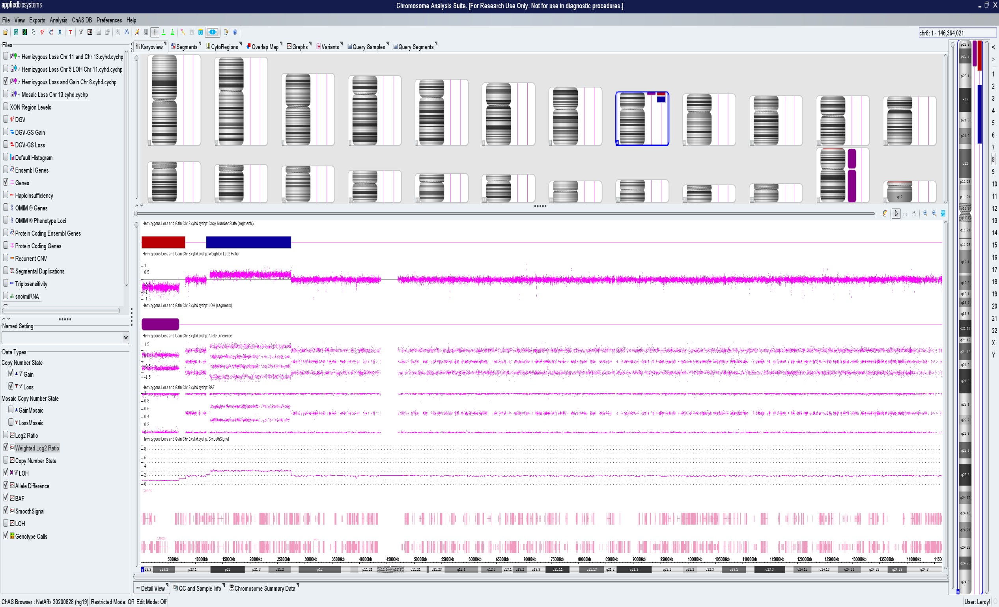 appliedbiosystems
Chromosome Analysis Suite. [For Research Use Only. Not for use in diagnostic procedures.]
File View Exports Analysis ChAS DB Preferences Help
chr8: 1 - 146,364,021
Files
Hemizygous Loss Chr 11 and Chr 13.cyhd.cychp
Hemizygous Loss Chr 5 LOH Chr 11.cyhd.cychp
Hemizygous Loss and Gain Chr 8.cyhd.cychp
Mosaic Loss Chr 13.cyhd.cychp
XON Region Levels
DGV
DGV-GS Gain
DGV-GS Loss
Default Histogram
Ensembl Genes
Genes
Haploinsufficiency
OMIM ® Genes
OMIM ® Phenotype Loci
Protein Coding Ensembl Genes
Protein Coding Genes
Recurrent CNV
Segmental Duplications
Triplosensitivity
sno/miRNA
Named Setting
Data Types
Copy Number State
Gain
Loss
Mosaic Copy Number State
GainMosaic
LossMosaic
Log2 Ratio
Weighted Log2 Ratio
Copy Number State
LOH
Allele Difference
BAF
SmoothSignal
LOH
Genotype Calls
Karyoview Segments CytoRegions Overlap Map Graphs Variants Query Samples Query Segments
8
q12
Hemizygous Loss and Gain Chr 8.cyhd.cychp: Copy Number State (segments)
Hemizygous Loss and Gain Chr 8.cyhd.cychp: Weighted Log2 Ratio
1
0.5
-0.5
-1
-1.5
Hemizygous Loss and Gain Chr 8.cyhd.cychp: LOH (segments)
Hemizygous Loss and Gain Chr 8.cyhd.cychp: Allele Difference
1.5
0.5
-0.5
-1.5
Hemizygous Loss and Gain Chr 8.cyhd.cychp: BAF
1
0.8
0.6
0.4
0.2
0
Hemizygous Loss and Gain Chr 8.cyhd.cychp: SmoothSignal
8
6
4
2
0
Genes
CSMD1
5000kb 10000kb 15000kb 20000kb 25000kb 30000kb 35000kb 40000kb 45000kb 50000kb 55000kb 60000kb 65000kb 70000kb 75000kb 80000kb 85000kb 90000kb 95000kb 100000kb 105000kb 110000kb 115000kb 120000kb 125000kb 130000kb 135000kb 140000kb 1450
8 23.3 p23.2 p23.1 p22 p21.3 p21.2 p12 p11.21 p11.1 q11.1 q11.21 q11.23 q12.1 q12.3 q13.1 q13.2 q13.3 q21.11 q21.13 q21.2 q21.3 q22.1 q22.2 q22.3 q23.1 q23.3 q24.12 q24.13 q24.21 q24.22 q24.23 q24.3
Detail View QC and Sample Info Chromosome Summary Data
p23.3
p23.2
p23.1
p22
p21.3
p21.2
p12
p11.23
p11.21
p11.1
q11.1
q11.21
q11.23
q12.1
q12.3
q13.1
q13.2
q13.3
q21.11
q21.12
q21.13
q21.2
q21.3
q22.1
q22.2
q22.3
q23.1
q23.3
q24.12
q24.13
q24.21
q24.22
q24.23
q24.3
8
<
>
1
2
3
4
5
6
7
8
9
10
11
12
13
14
15
16
17
18
19
20
21
22
X
Y
ChAS Browser : NetAffx 20200828 (hg19) Restricted Mode: Off Edit Mode: Off
User: Leroy!